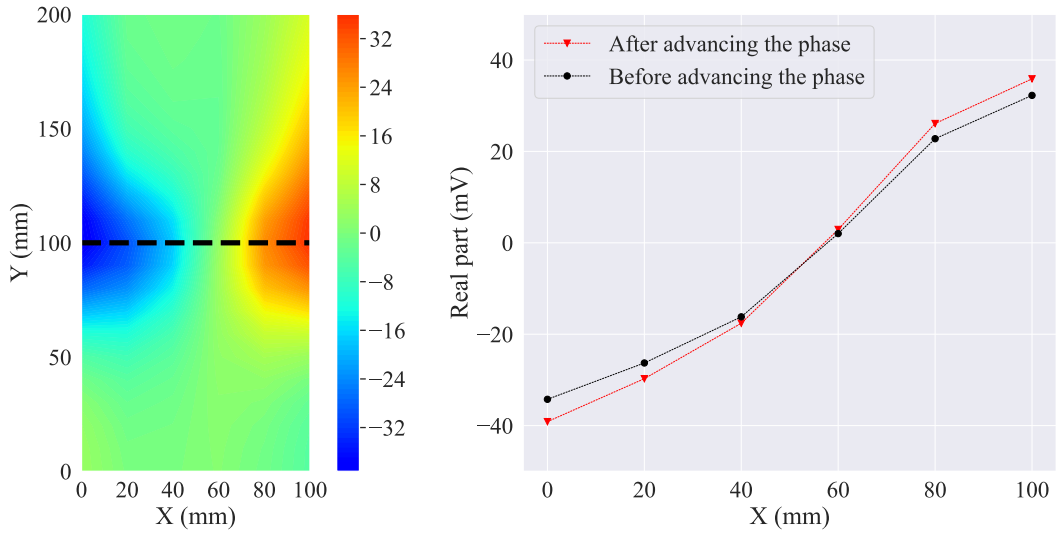 200
150
100
50
0
Y (mm)
0 20 40 60 80 100
X (mm)
32
24
16
8
0
−8
−16
−24
−32
After advancing the phase
Before advancing the phase
40
20
0
−20
−40
Real part (mV)
0 20 40 60 80 100
X (mm)